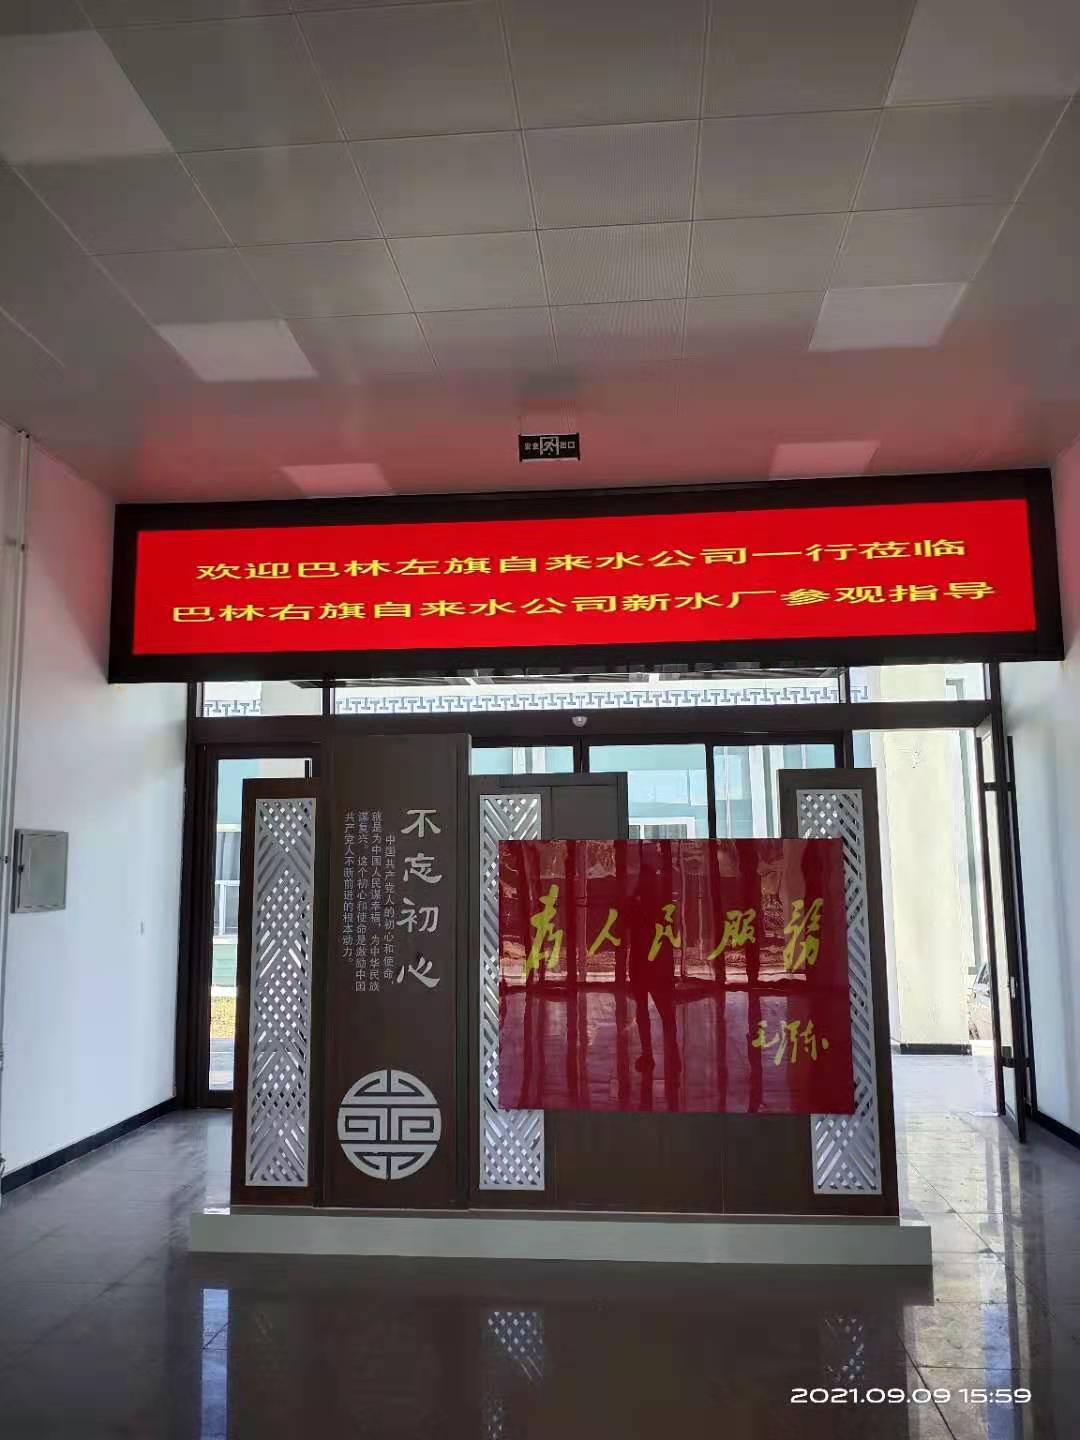 安全出口
欢迎巴林左旗自来水公司一行莅临
巴林右旗自来水公司新水厂参观指导
不忘初心
中国共产党人的初心和使命，
就是为中国人民谋幸福，为中华民族
谋复兴。这个初心和使命是激励中国
共产党人不断前进的根本动力。
为人民服務
毛泽东
2021.09.09 15:59